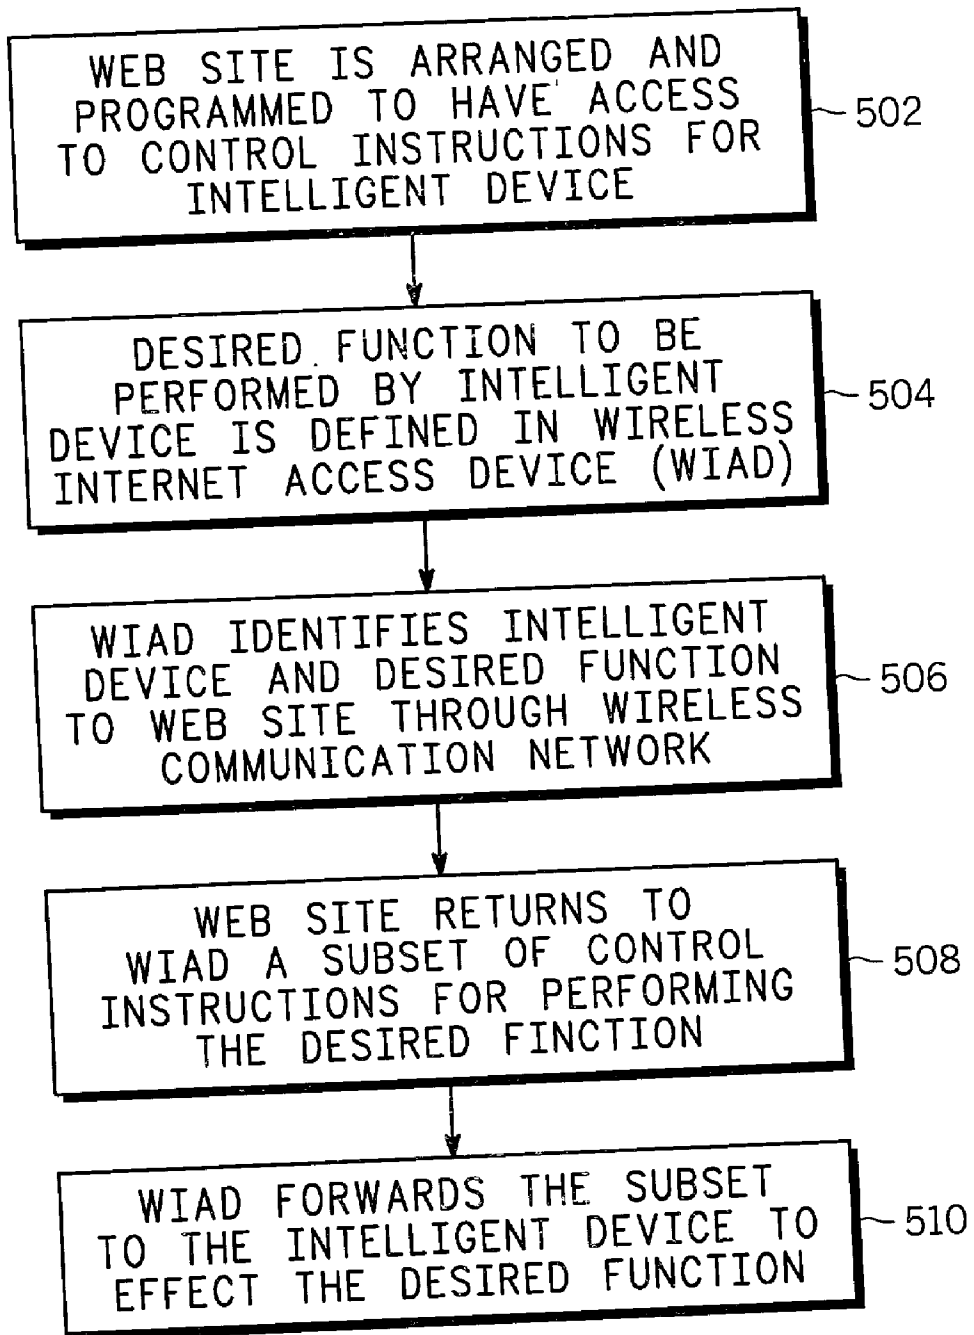 WEB SITE IS ARRANGED AND
PROGRAMMED TO HAVE ACCESS
TO CONTROL INSTRUCTIONS FOR
INTELLIGENT DEVICE
502
DESIRED FUNCTION TO BE
PERFORMED BY INTELLIGENT
DEVICE IS DEFINED IN WIRELESS
INTERNET ACCESS DEVICE (WIAD)
504
WIAD IDENTIFIES INTELLIGENT
DEVICE AND DESIRED FUNCTION
TO WEB SITE THROUGH WIRELESS
COMMUNICATION NETWORK
506
WEB SITE RETURNS TO
WIAD A SUBSET OF CONTROL
INSTRUCTIONS FOR PERFORMING
THE DESIRED FINCTION
508
WIAD FORWARDS THE SUBSET
TO THE INTELLIGENT DEVICE TO
EFFECT THE DESIRED FUNCTION
510